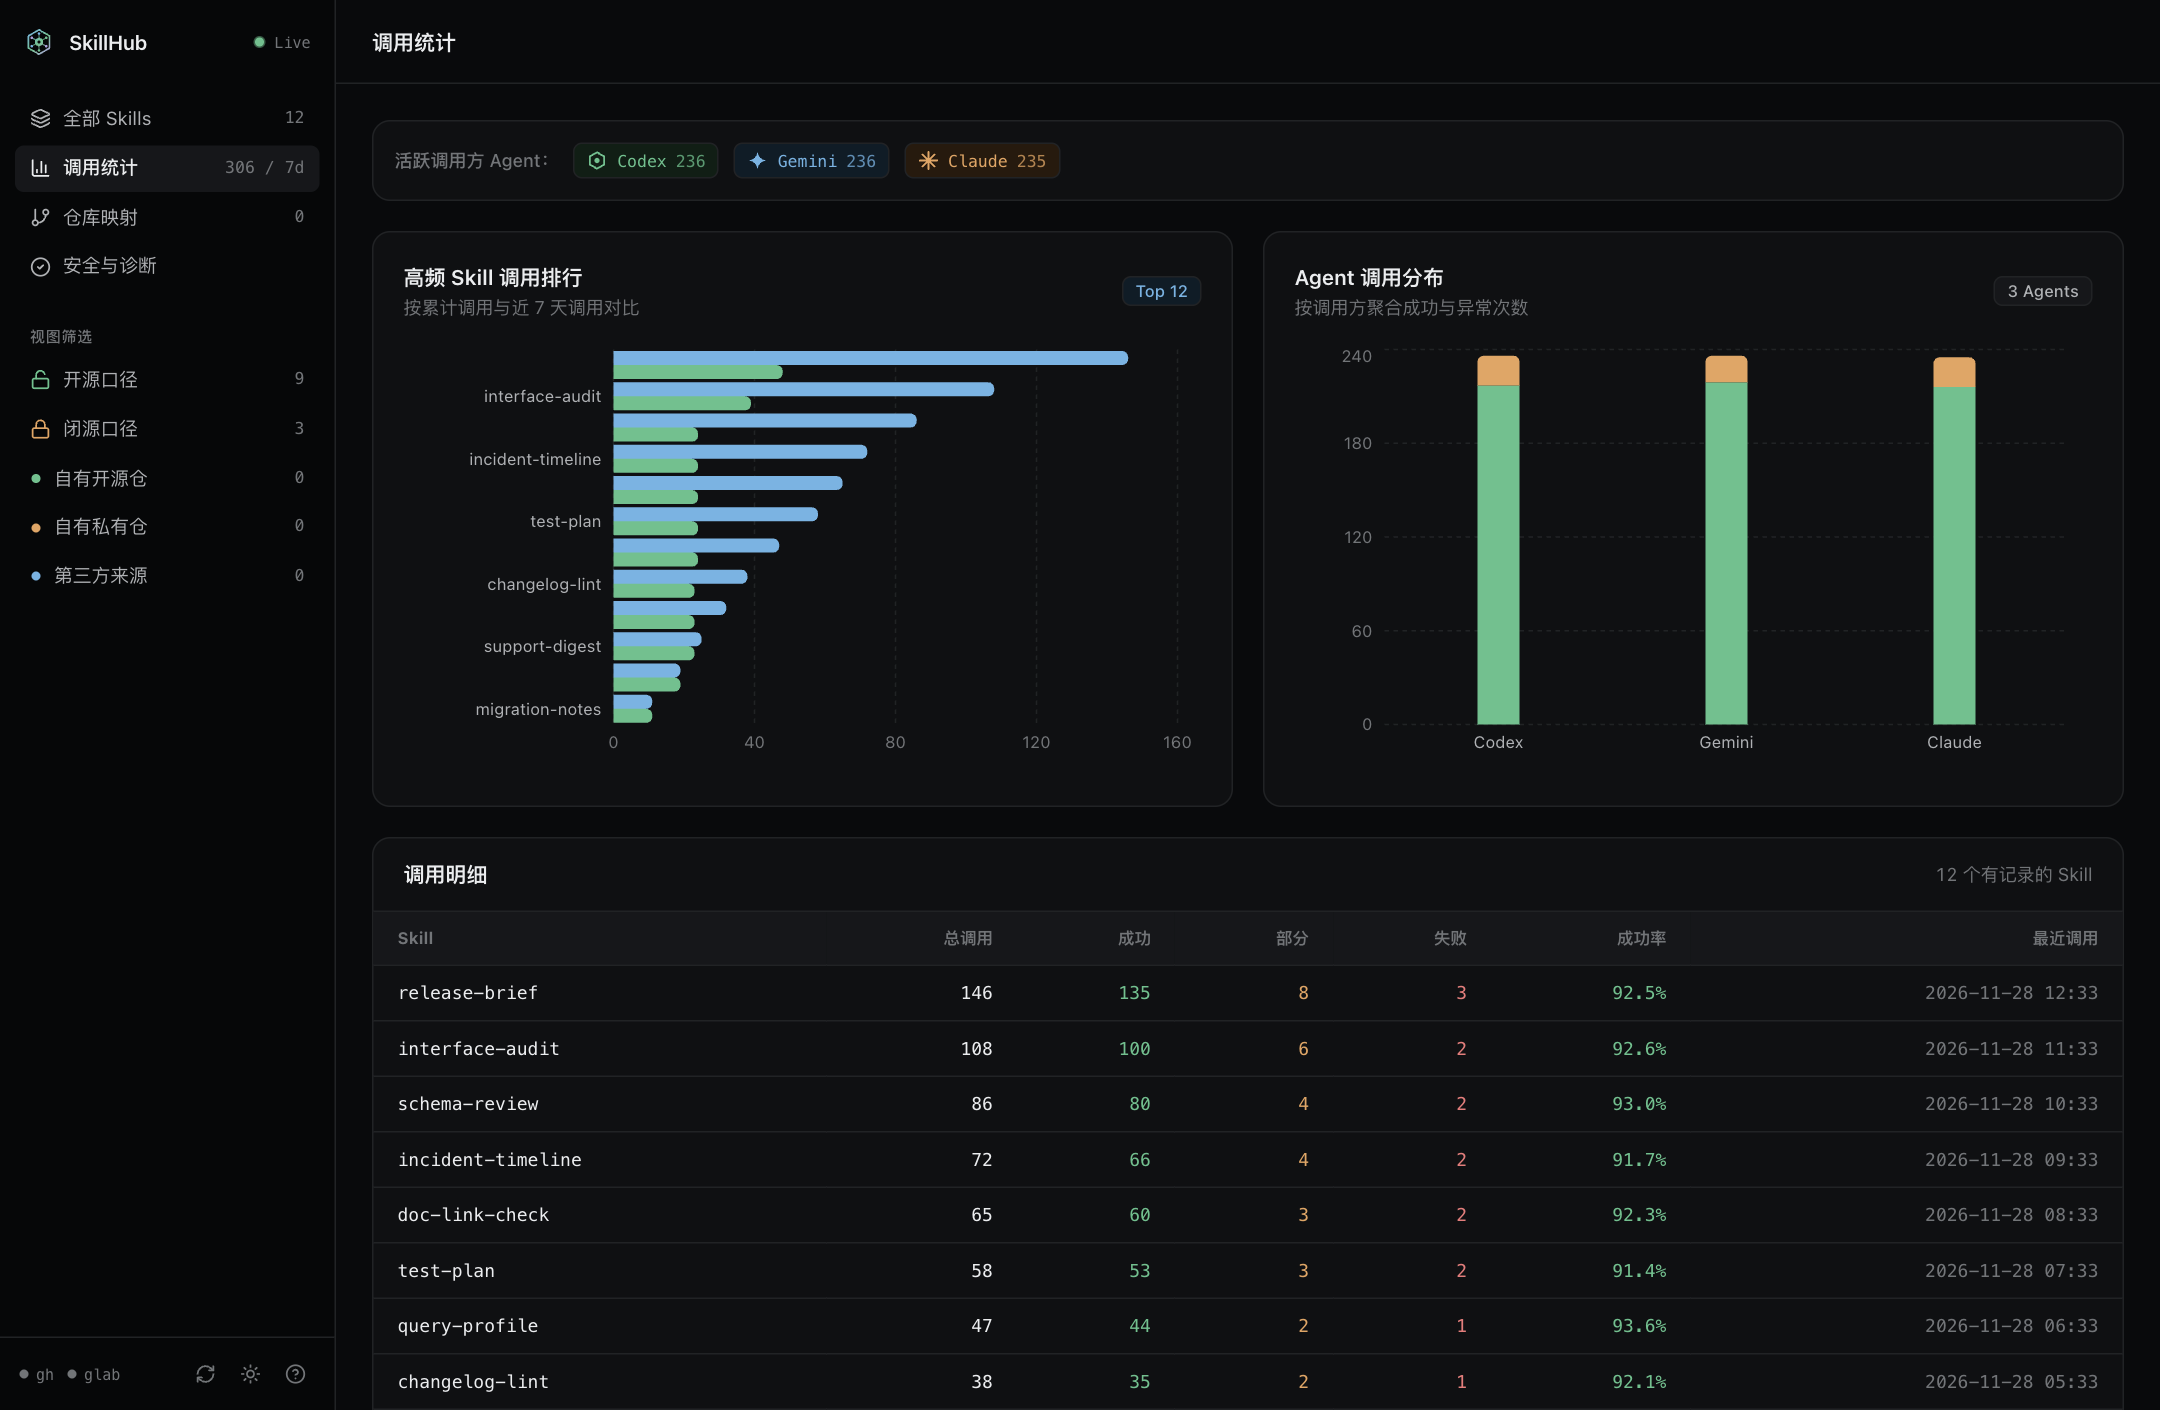 SkillHub
Live
全部 Skills 12
调用统计 306 / 7d
仓库映射 0
安全与诊断
视图筛选
开源口径 9
闭源口径 3
自有开源仓 0
自有私有仓 0
第三方来源 0
gh glab
调用统计
活跃调用方 Agent： Codex 236 Gemini 236 Claude 235
高频 Skill 调用排行
按累计调用与近 7 天调用对比
Top 12
interface-audit
incident-timeline
test-plan
changelog-lint
support-digest
migration-notes
0 40 80 120 160
Agent 调用分布
按调用方聚合成功与异常次数
3 Agents
240
180
120
60
0
Codex Gemini Claude
调用明细
12 个有记录的 Skill
Skill 总调用 成功 部分 失败 成功率 最近调用
release-brief 146 135 8 3 92.5% 2026-11-28 12:33
interface-audit 108 100 6 2 92.6% 2026-11-28 11:33
schema-review 86 80 4 2 93.0% 2026-11-28 10:33
incident-timeline 72 66 4 2 91.7% 2026-11-28 09:33
doc-link-check 65 60 3 2 92.3% 2026-11-28 08:33
test-plan 58 53 3 2 91.4% 2026-11-28 07:33
query-profile 47 44 2 1 93.6% 2026-11-28 06:33
changelog-lint 38 35 2 1 92.1% 2026-11-28 05:33